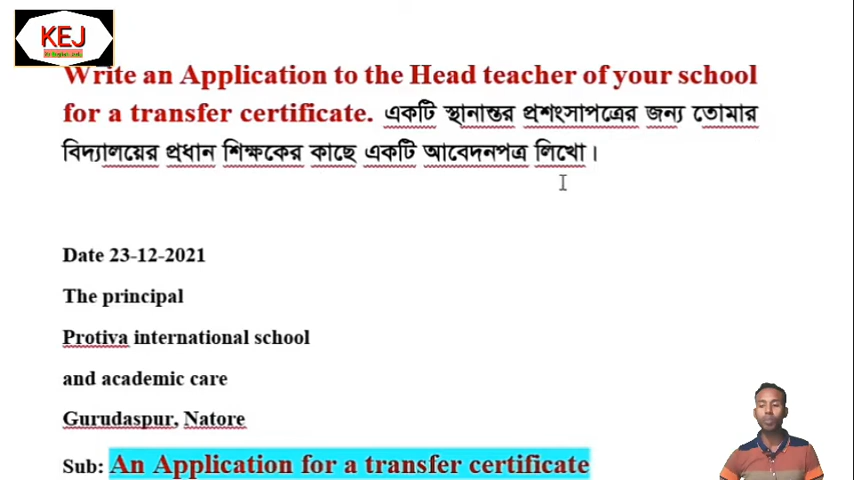 KEJ
Write an Application to the Head teacher of your school
for a transfer certificate. একটি স্থানান্তর প্রশংসাপত্রের জন্য তোমার
বিদ্যালয়ের প্রধান শিক্ষকের কাছে একটি আবেদনপত্র লিখো।
Date 23-12-2021
The principal
Protiva international school
and academic care
Gurudaspur, Natore
Sub: An Application for a transfer certificate